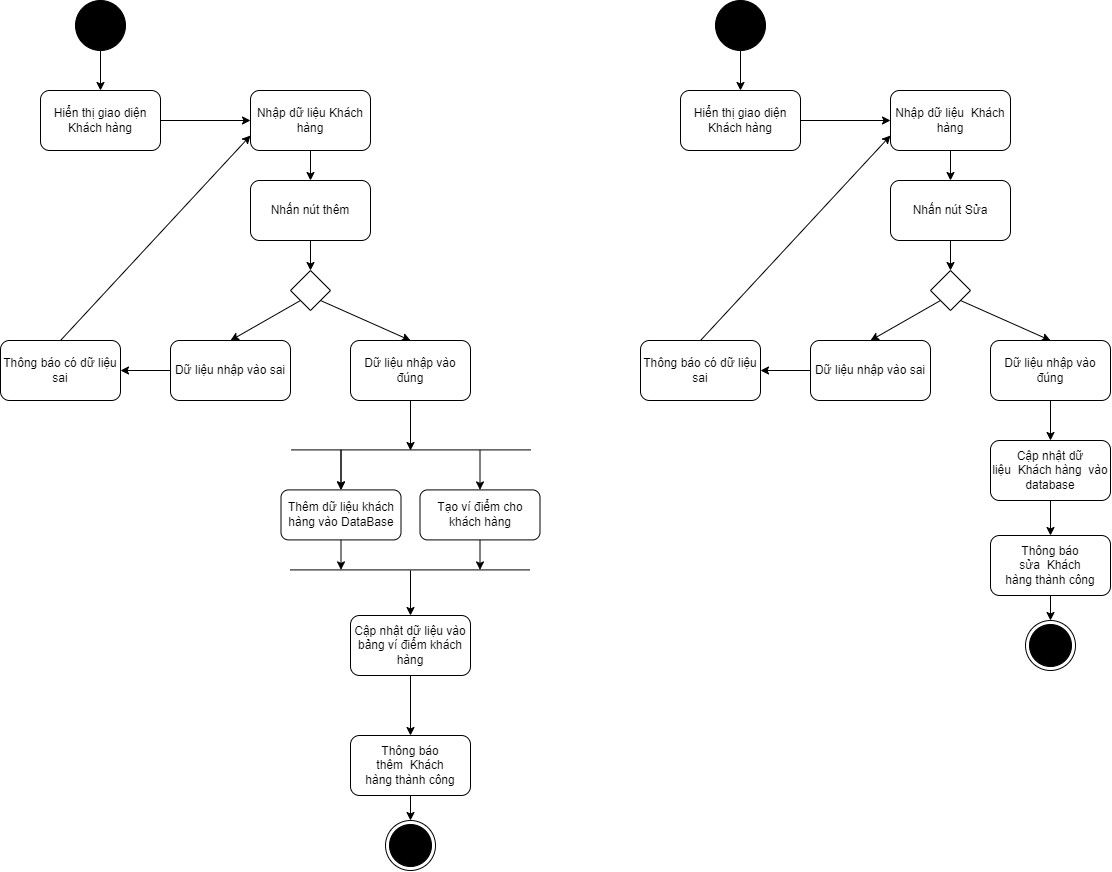 Hiển thị giao diện
Khách hàng
Nhập dữ liệu Khách
hàng
Nhấn nút thêm
Thông báo có dữ liệu
sai
Dữ liệu nhập vào sai
Dữ liệu nhập vào
đúng
Thêm dữ liệu khách
hàng vào DataBase
Tạo ví điểm cho
khách hàng
Cập nhật dữ liệu vào
bảng ví điểm khách
hàng
Thông báo
thêm  Khách
hàng thành công
Hiển thị giao diện
Khách hàng
Nhập dữ liệu  Khách
hàng
Nhấn nút Sửa
Thông báo có dữ liệu
sai
Dữ liệu nhập vào sai
Dữ liệu nhập vào
đúng
Cập nhật dữ
liệu  Khách hàng  vào
database
Thông báo
sửa  Khách
hàng thành công